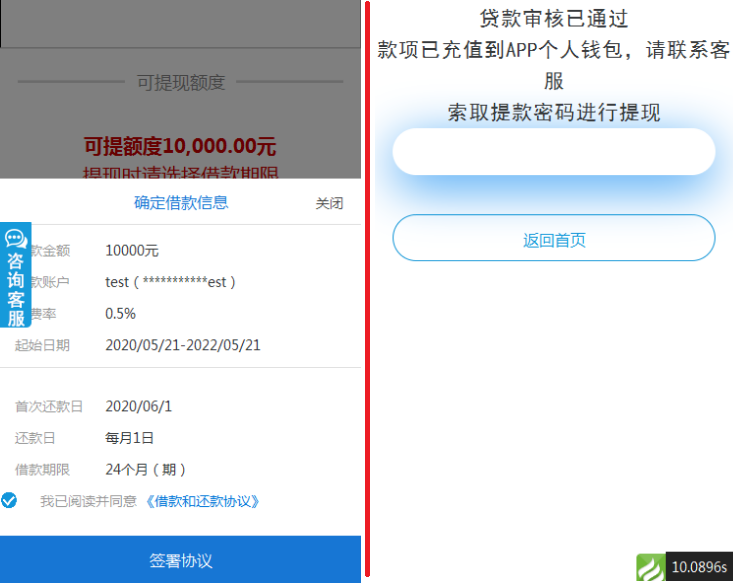 可提现额度
可提额度10,000.00元
提现时请选择借款期限
确定借款信息
关闭
咨询客服
款金额
10000元
款账户
test（***********est）
费率
0.5%
起始日期
2020/05/21-2022/05/21
首次还款日
2020/06/1
还款日
每月1日
借款期限
24个月（期）
我已阅读并同意《借款和还款协议》
签署协议
贷款审核已通过
款项已充值到APP个人钱包，请联系客
服
索取提款密码进行提现
返回首页
10.0896s